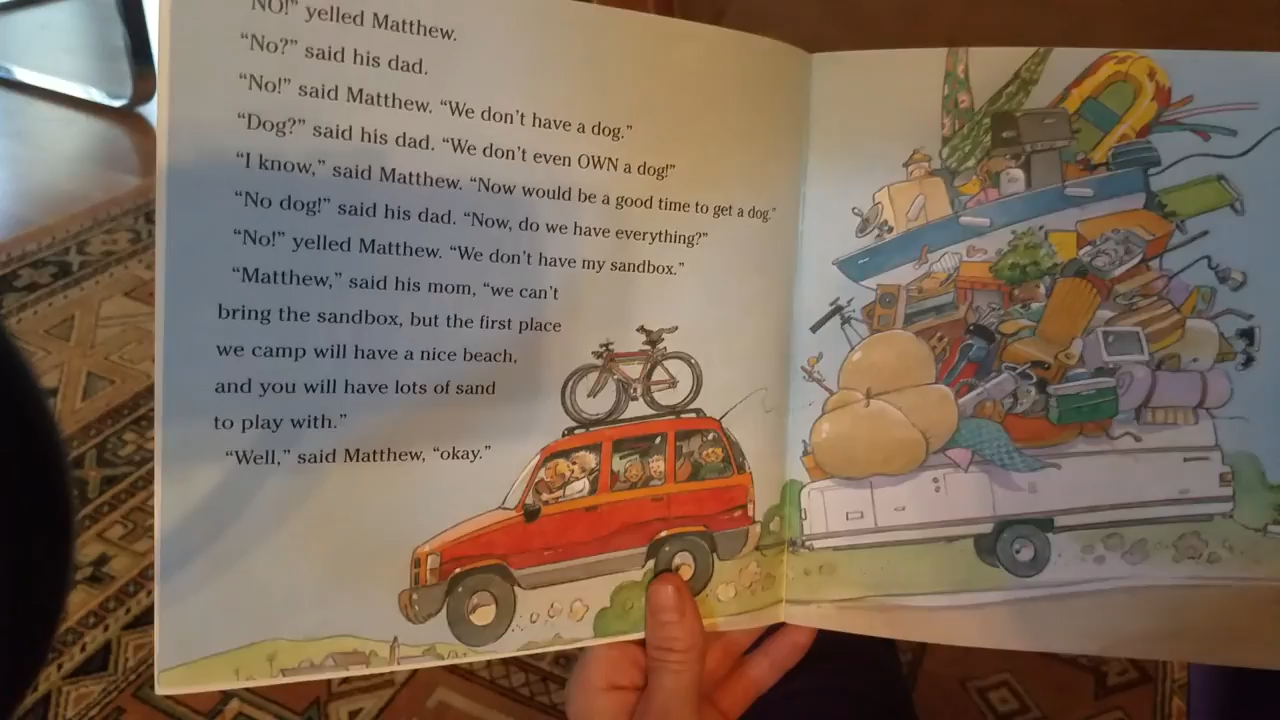 "NO!" yelled Matthew.
"No?" said his dad.
"No!" said Matthew. "We don't have a dog."
"Dog?" said his dad. "We don't even OWN a dog!"
"I know," said Matthew. "Now would be a good time to get a dog."
"No dog!" said his dad. "Now, do we have everything?"
"No!" yelled Matthew. "We don't have my sandbox."
"Matthew," said his mom, "we can't
bring the sandbox, but the first place
we camp will have a nice beach,
and you will have lots of sand
to play with."
"Well," said Matthew, "okay."